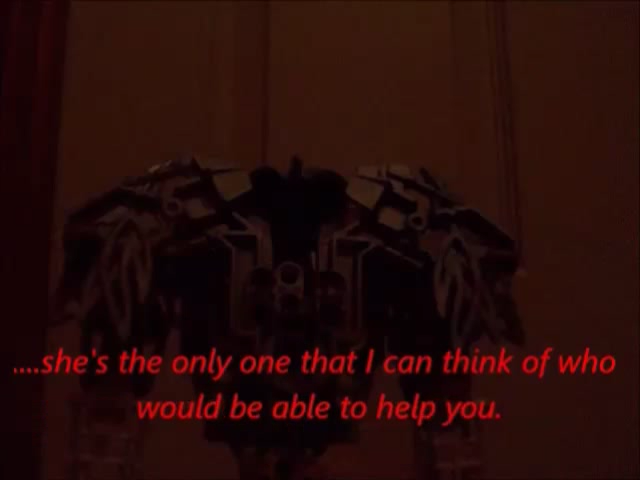 ....she's the only one that I can think of who
would be able to help you.